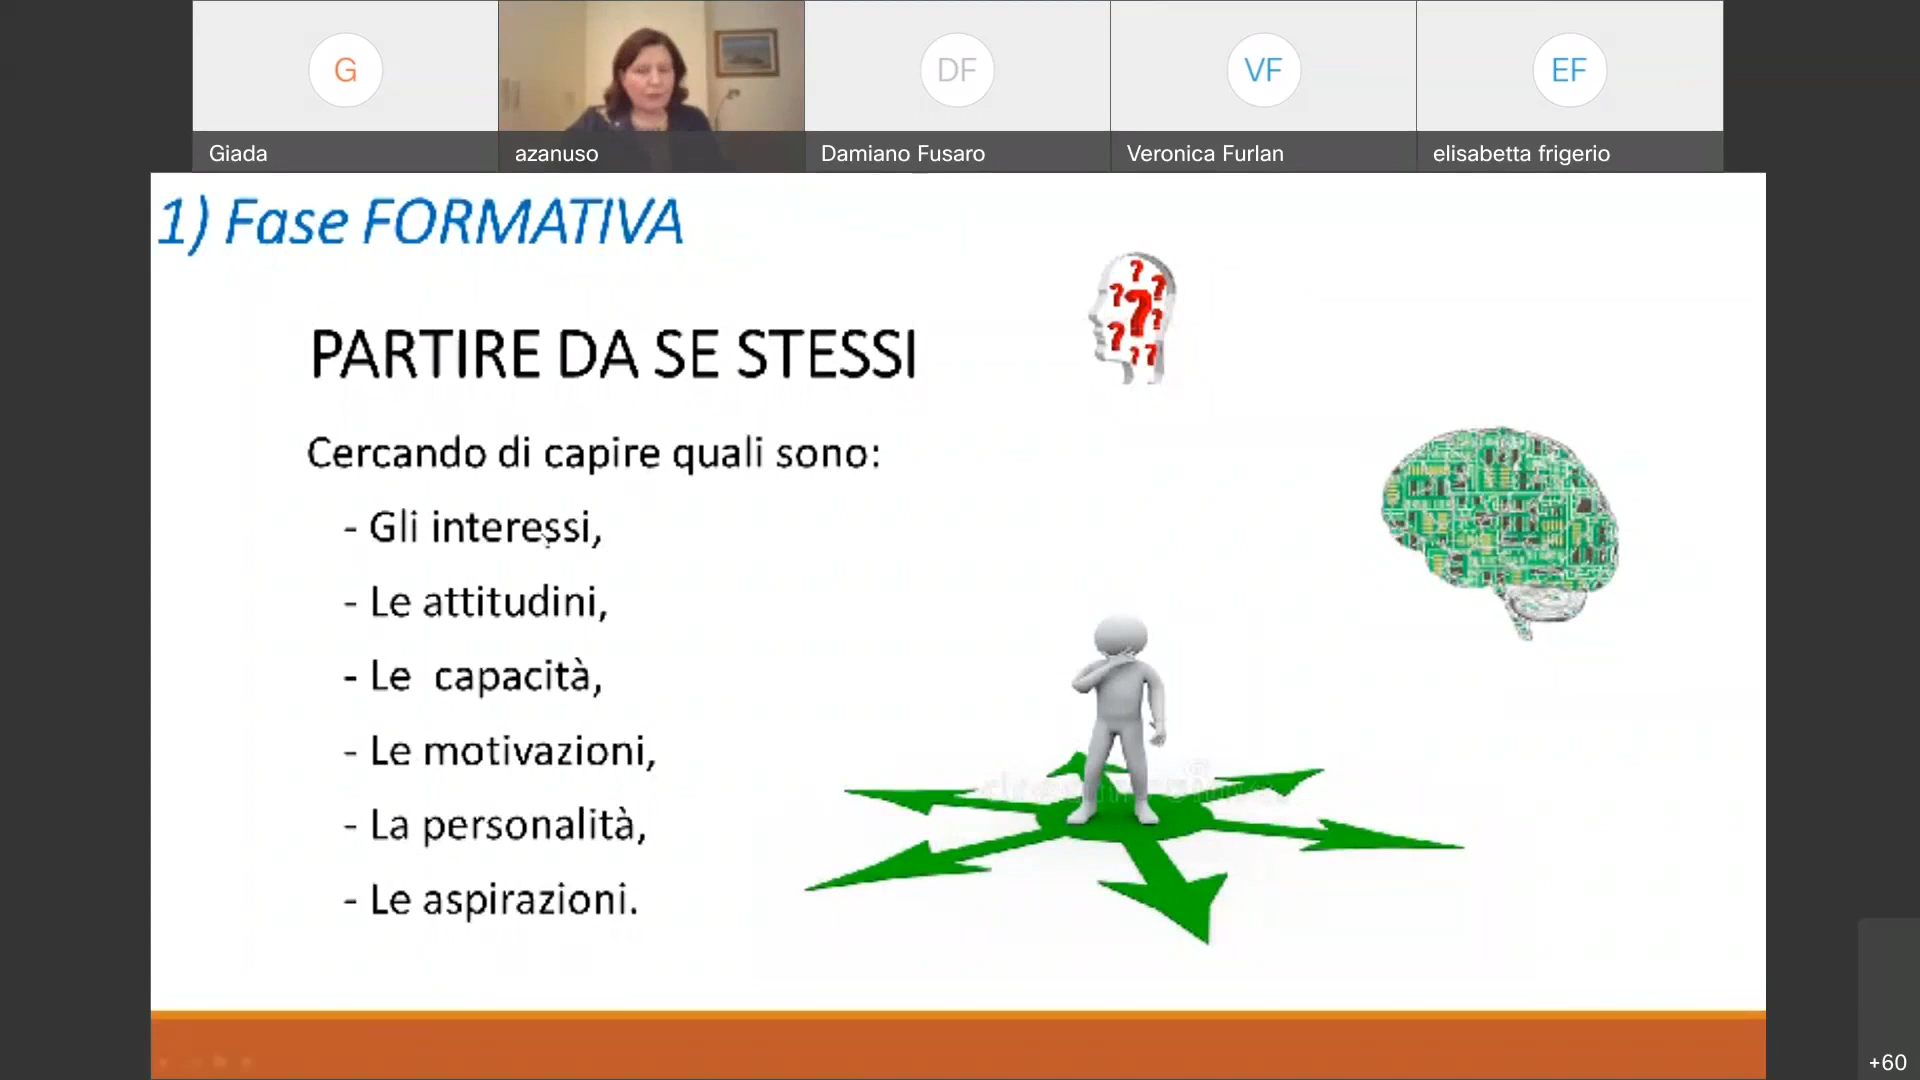 G
DF
VF
EF
Giada
azanuso
Damiano Fusaro
Veronica Furlan
elisabetta frigerio
1) Fase FORMATIVA
PARTIRE DA SE STESSI
Cercando di capire quali sono:
- Gli interessi,
- Le attitudini,
- Le capacità,
- Le motivazioni,
- La personalità,
- Le aspirazioni.
+60